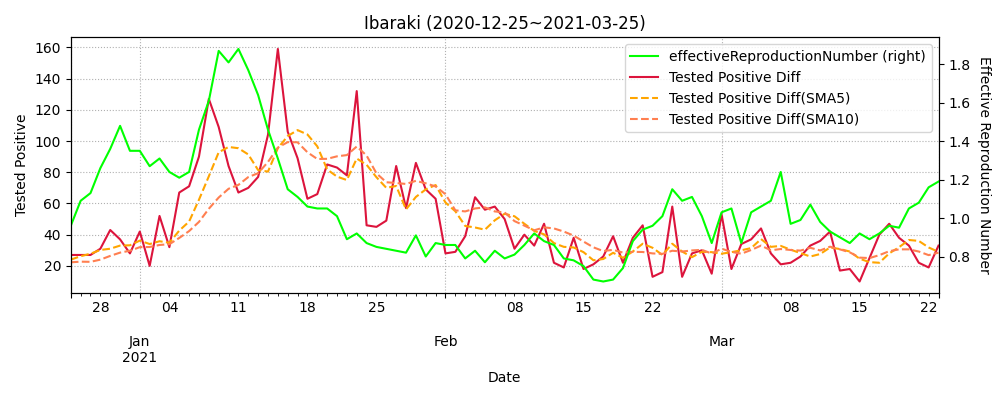 Ibaraki (2020-12-25~2021-03-25)
effectiveReproductionNumber (right)
Tested Positive Diff
Tested Positive Diff(SMA5)
Tested Positive Diff(SMA10)
Tested Positive
160
140
120
100
80
60
40
20
1.8
1.6
1.4
1.2
1.0
0.8
Effective Reproduction Number
28 04 11 18 25 08 15 22 08 15 22
Jan Feb Mar
2021
Date